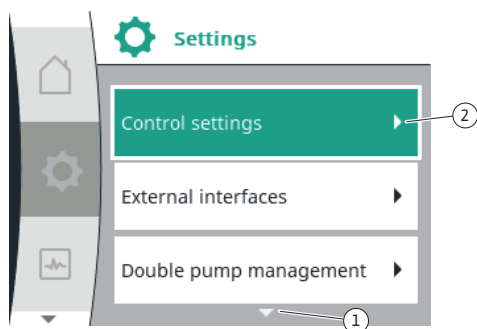 Settings
Control settings
2
External interfaces
Double pump management
1